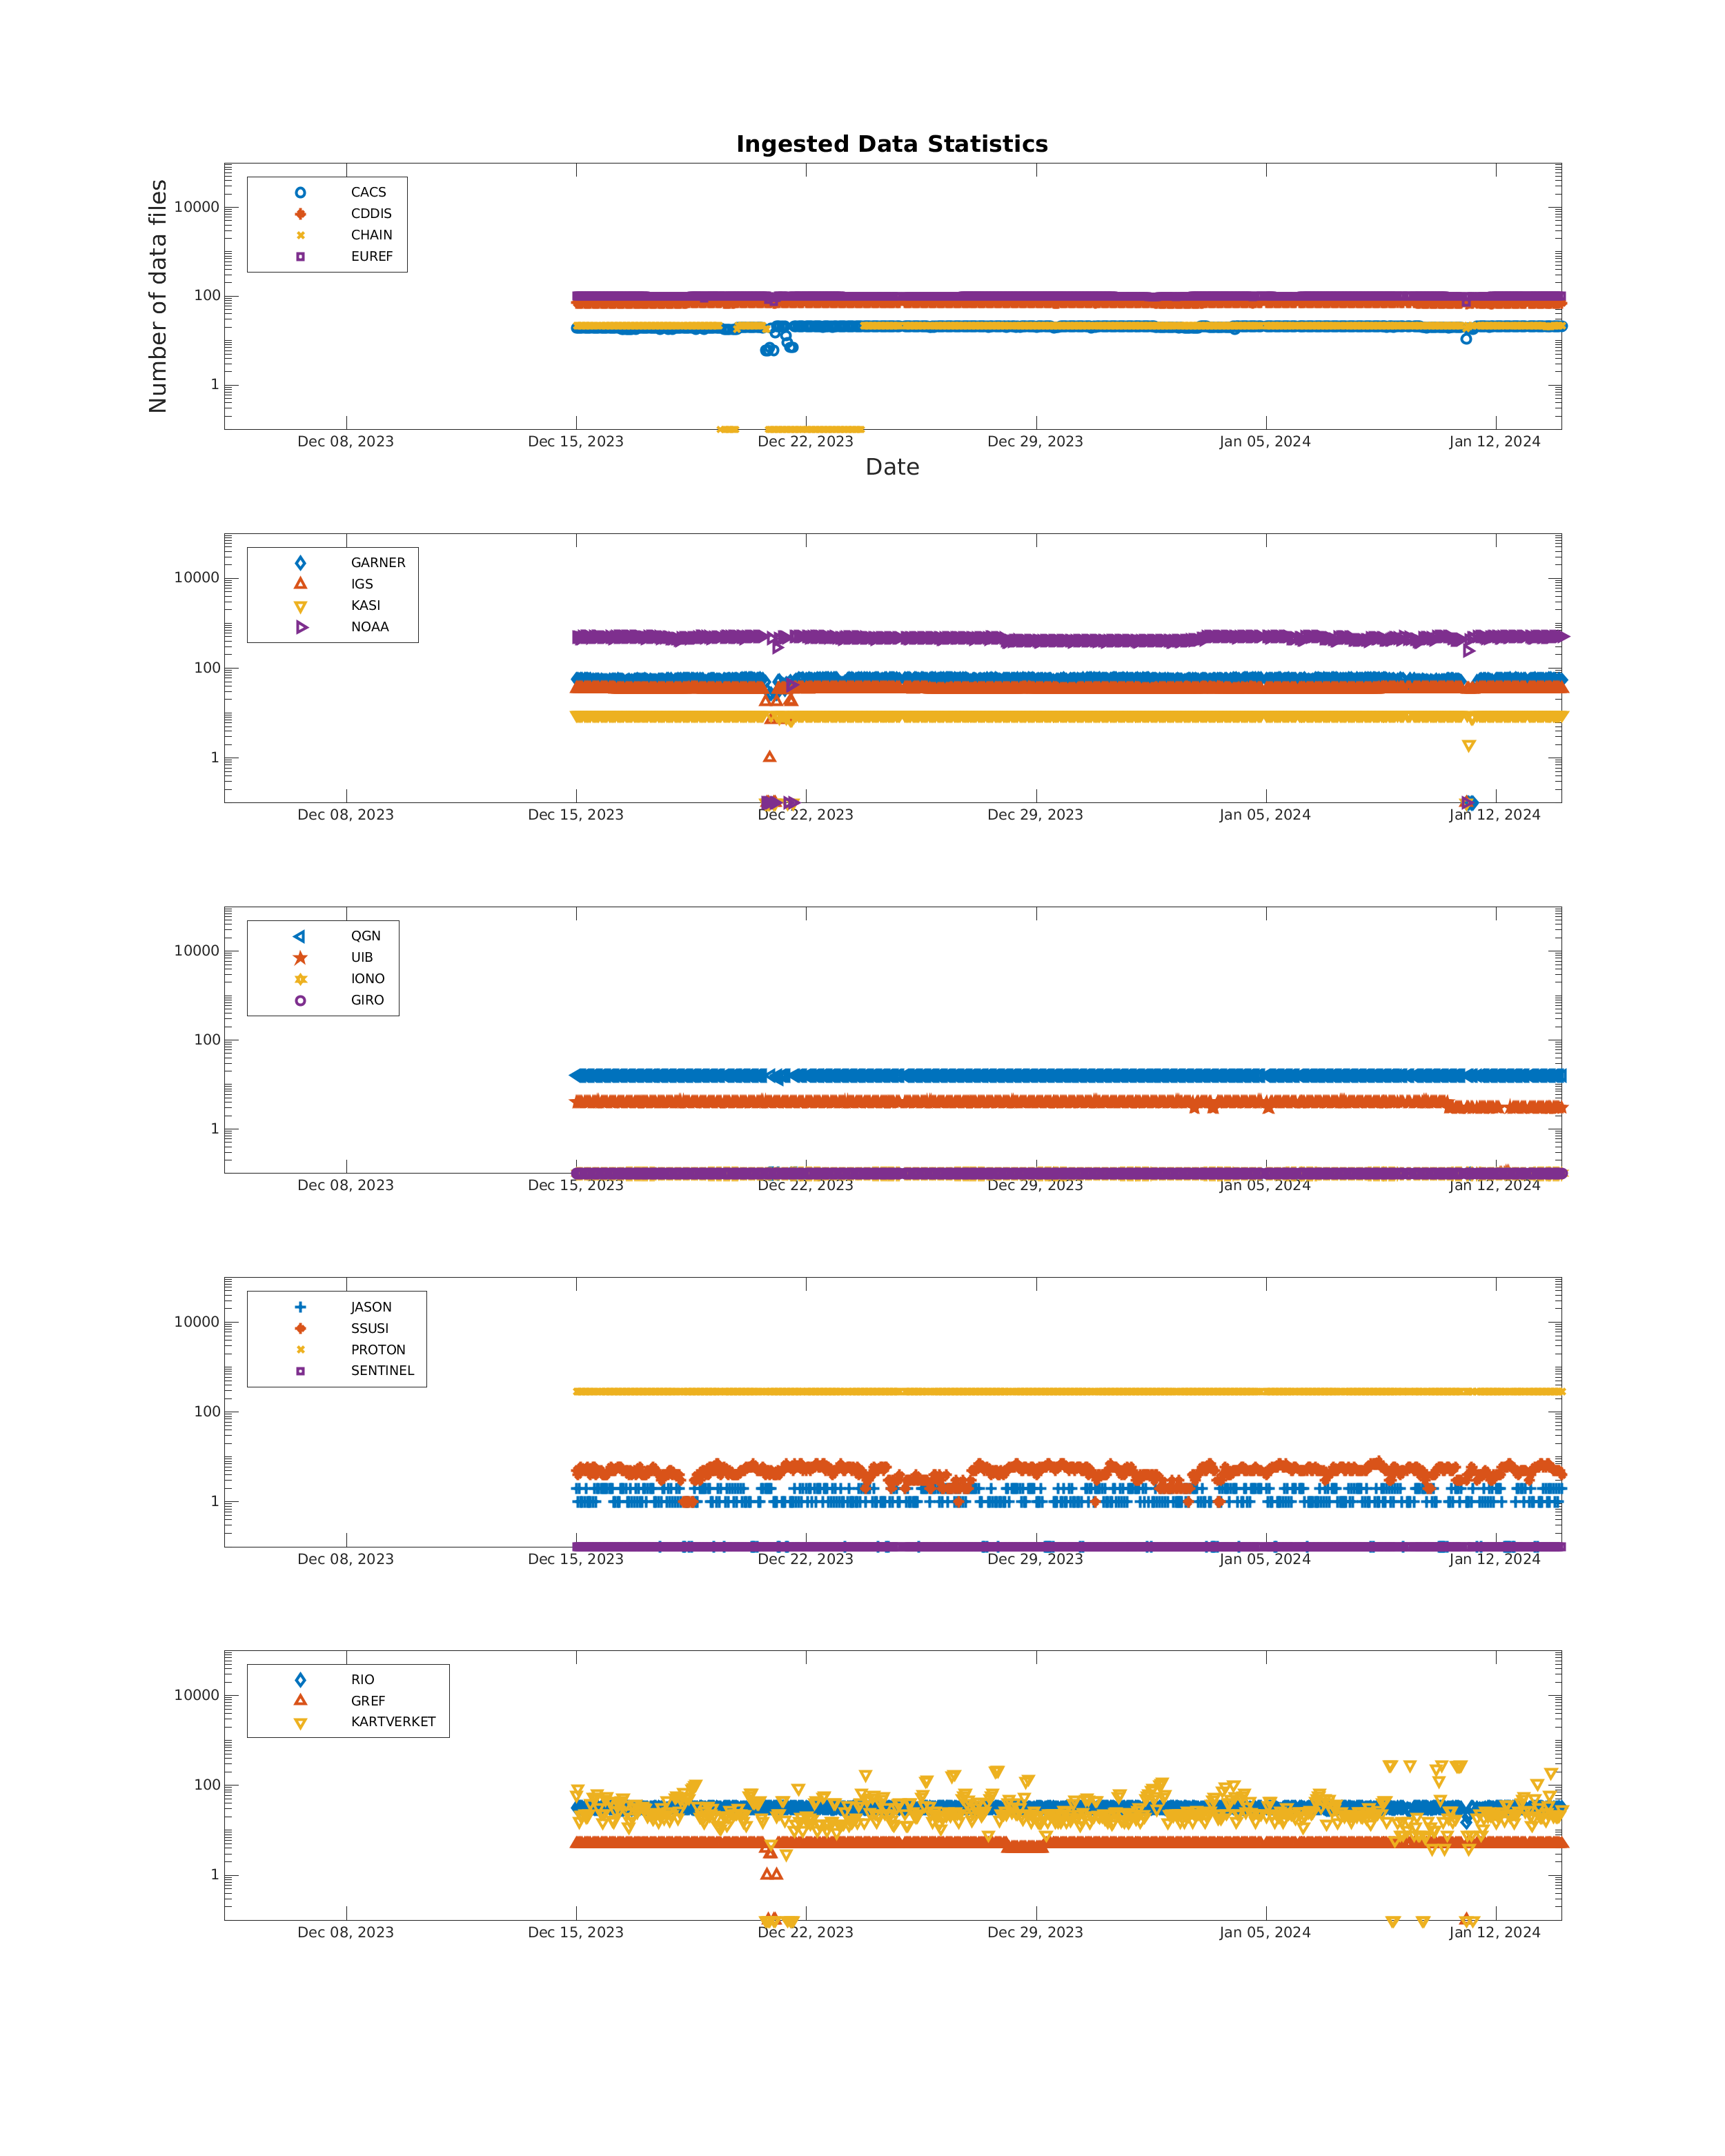 Ingested Data Statistics
Number of data files
10000
100
1
CACS
CDDIS
CHAIN
EUREF
Dec 08, 2023 Dec 15, 2023 Dec 22, 2023 Dec 29, 2023 Jan 05, 2024 Jan 12, 2024
Date
10000
100
1
GARNER
IGS
KASI
NOAA
Dec 08, 2023 Dec 15, 2023 Dec 22, 2023 Dec 29, 2023 Jan 05, 2024 Jan 12, 2024
10000
100
1
QGN
UIB
IONO
GIRO
Dec 08, 2023 Dec 15, 2023 Dec 22, 2023 Dec 29, 2023 Jan 05, 2024 Jan 12, 2024
10000
100
1
JASON
SSUSI
PROTON
SENTINEL
Dec 08, 2023 Dec 15, 2023 Dec 22, 2023 Dec 29, 2023 Jan 05, 2024 Jan 12, 2024
10000
100
1
RIO
GREF
KARTVERKET
Dec 08, 2023 Dec 15, 2023 Dec 22, 2023 Dec 29, 2023 Jan 05, 2024 Jan 12, 2024